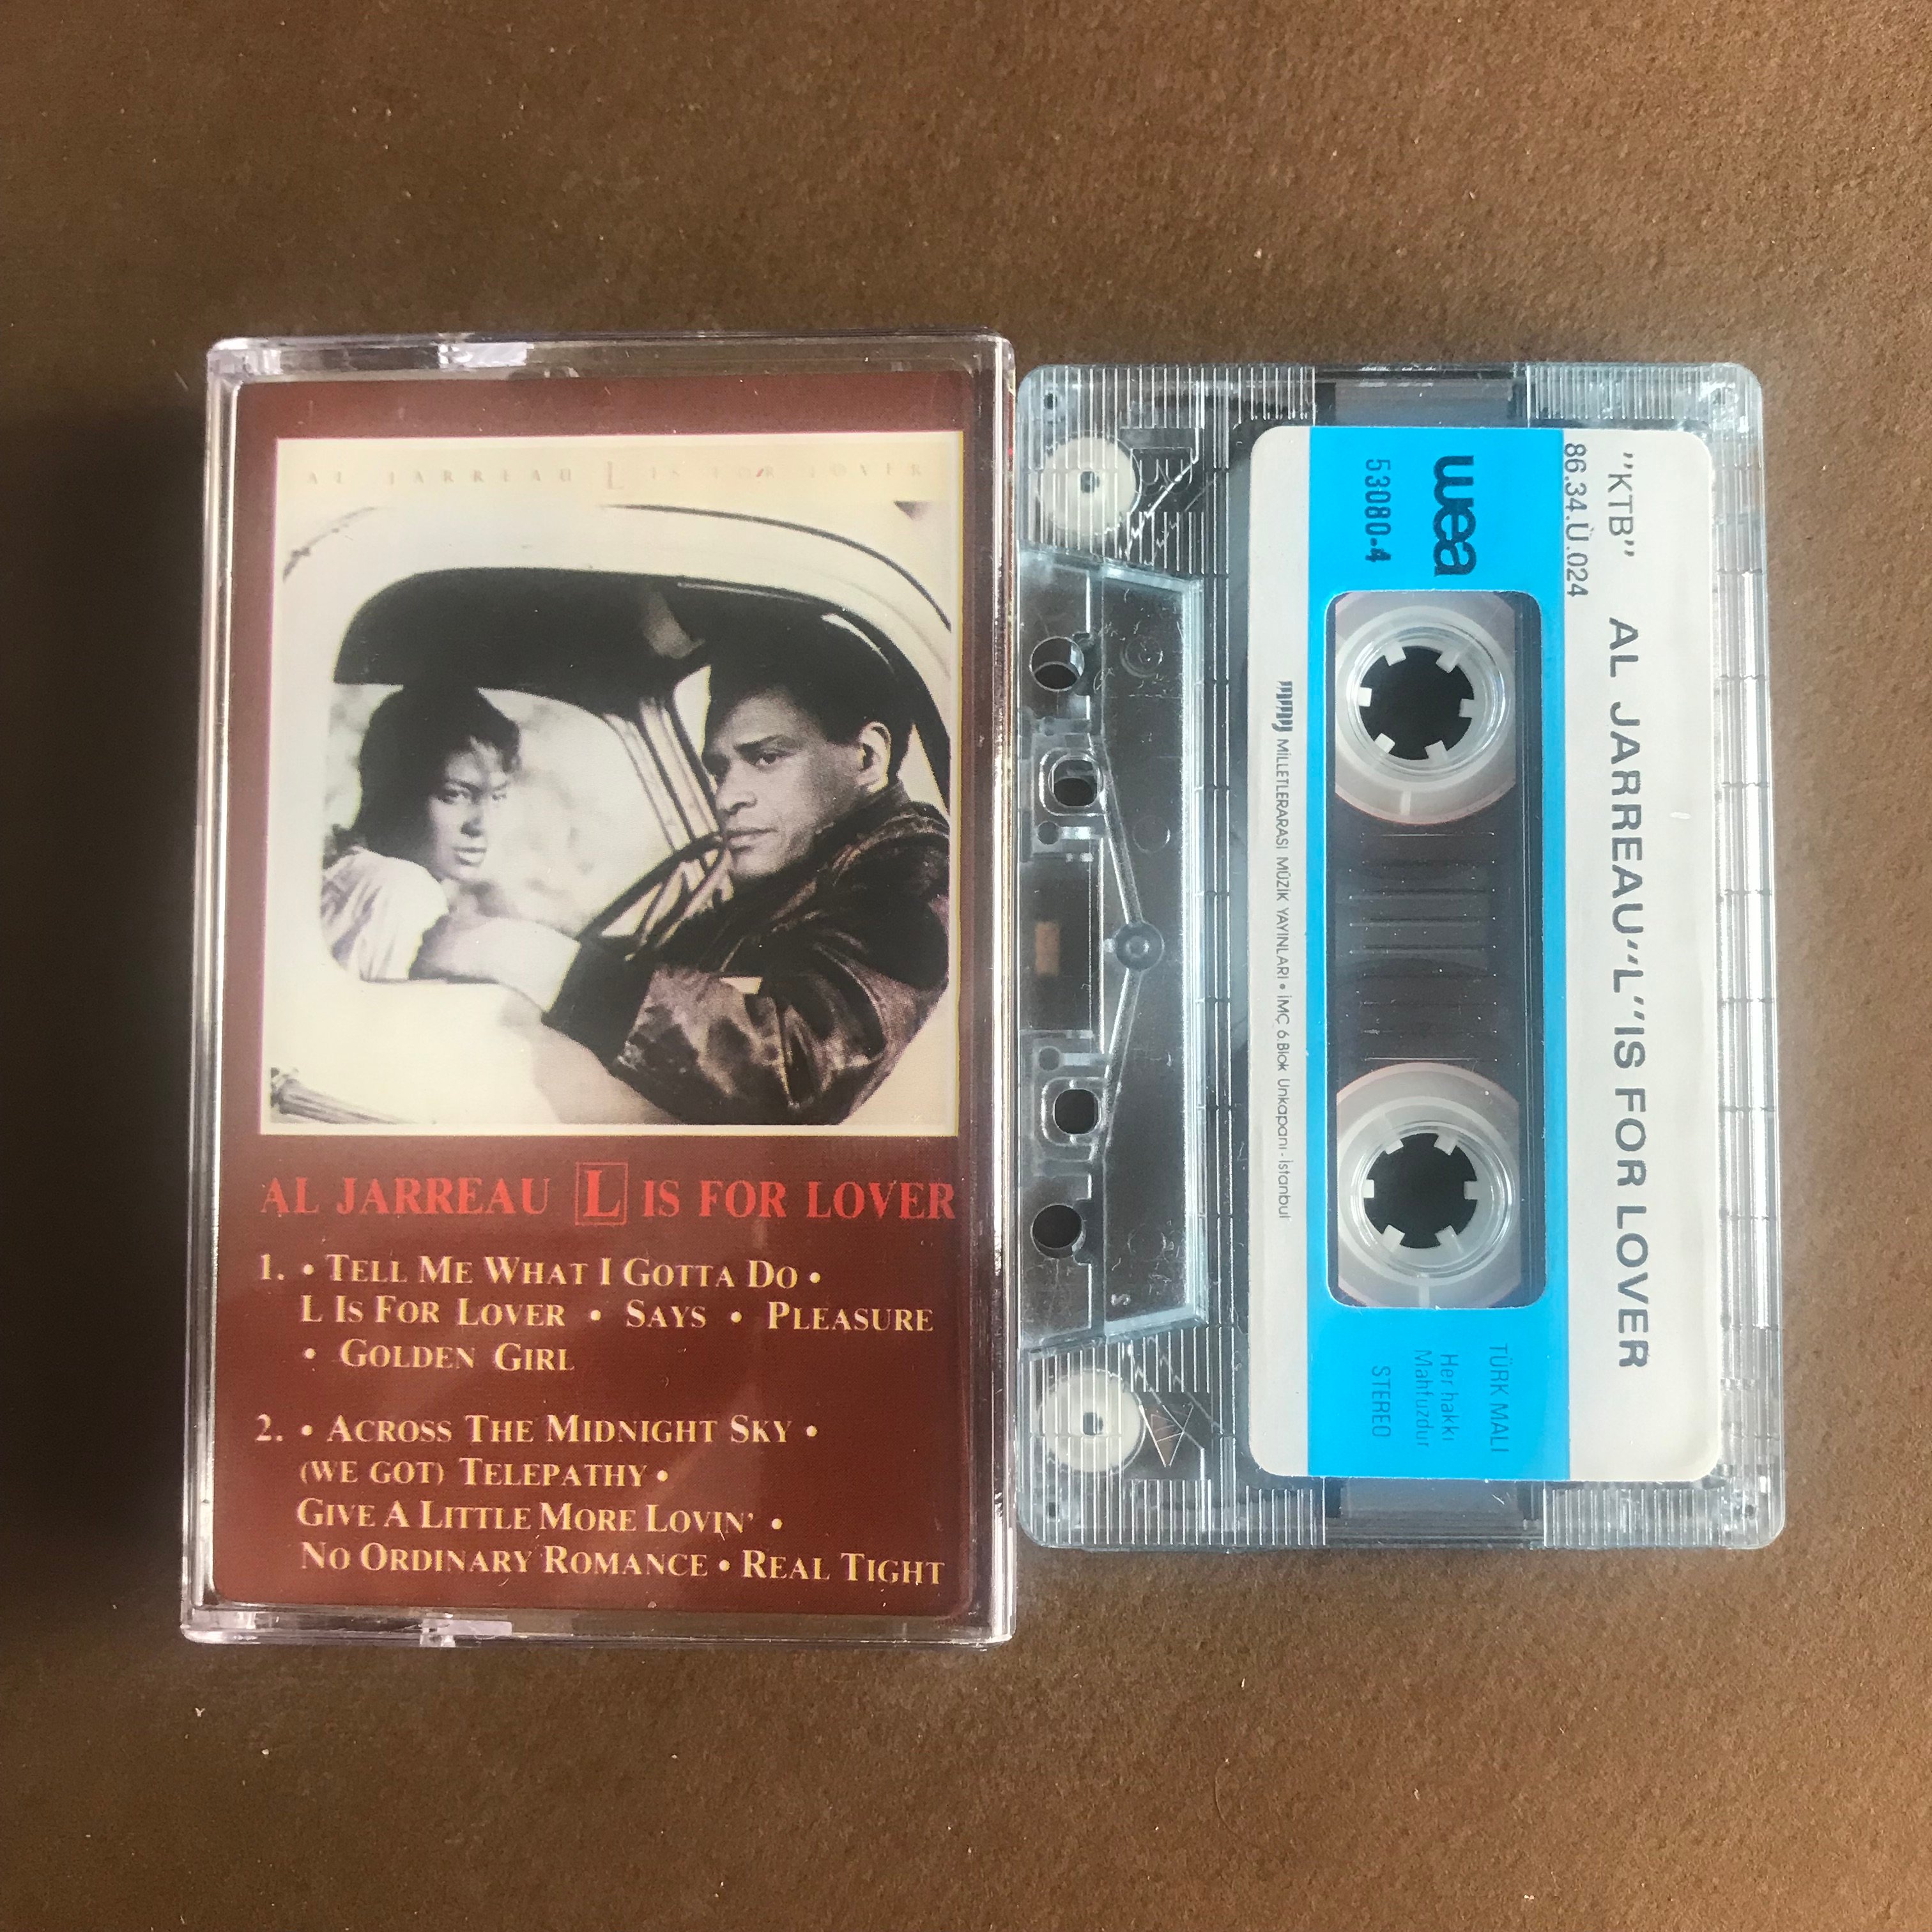 AL JARREAU L IS FOR LOVER
AL JARREAU L IS FOR LOVER
1. • TELL ME WHAT I GOTTA DO •
L IS FOR LOVER • SAYS • PLEASURE
• GOLDEN GIRL
2. • ACROSS THE MIDNIGHT SKY •
(WE GOT) TELEPATHY •
GIVE A LITTLE MORE LOVIN' •
NO ORDINARY ROMANCE • REAL TIGHT
"KTB" AL JARREAU "L" IS FOR LOVER
86.34.Ü.024
wea
53080-4
TÜRK MALI
Her hakkı
Mahfuzdur
STEREO
MİLLETLERARASI MÜZİK YAYINLARI • İMÇ 6.Blok Unkapanı - İstanbul